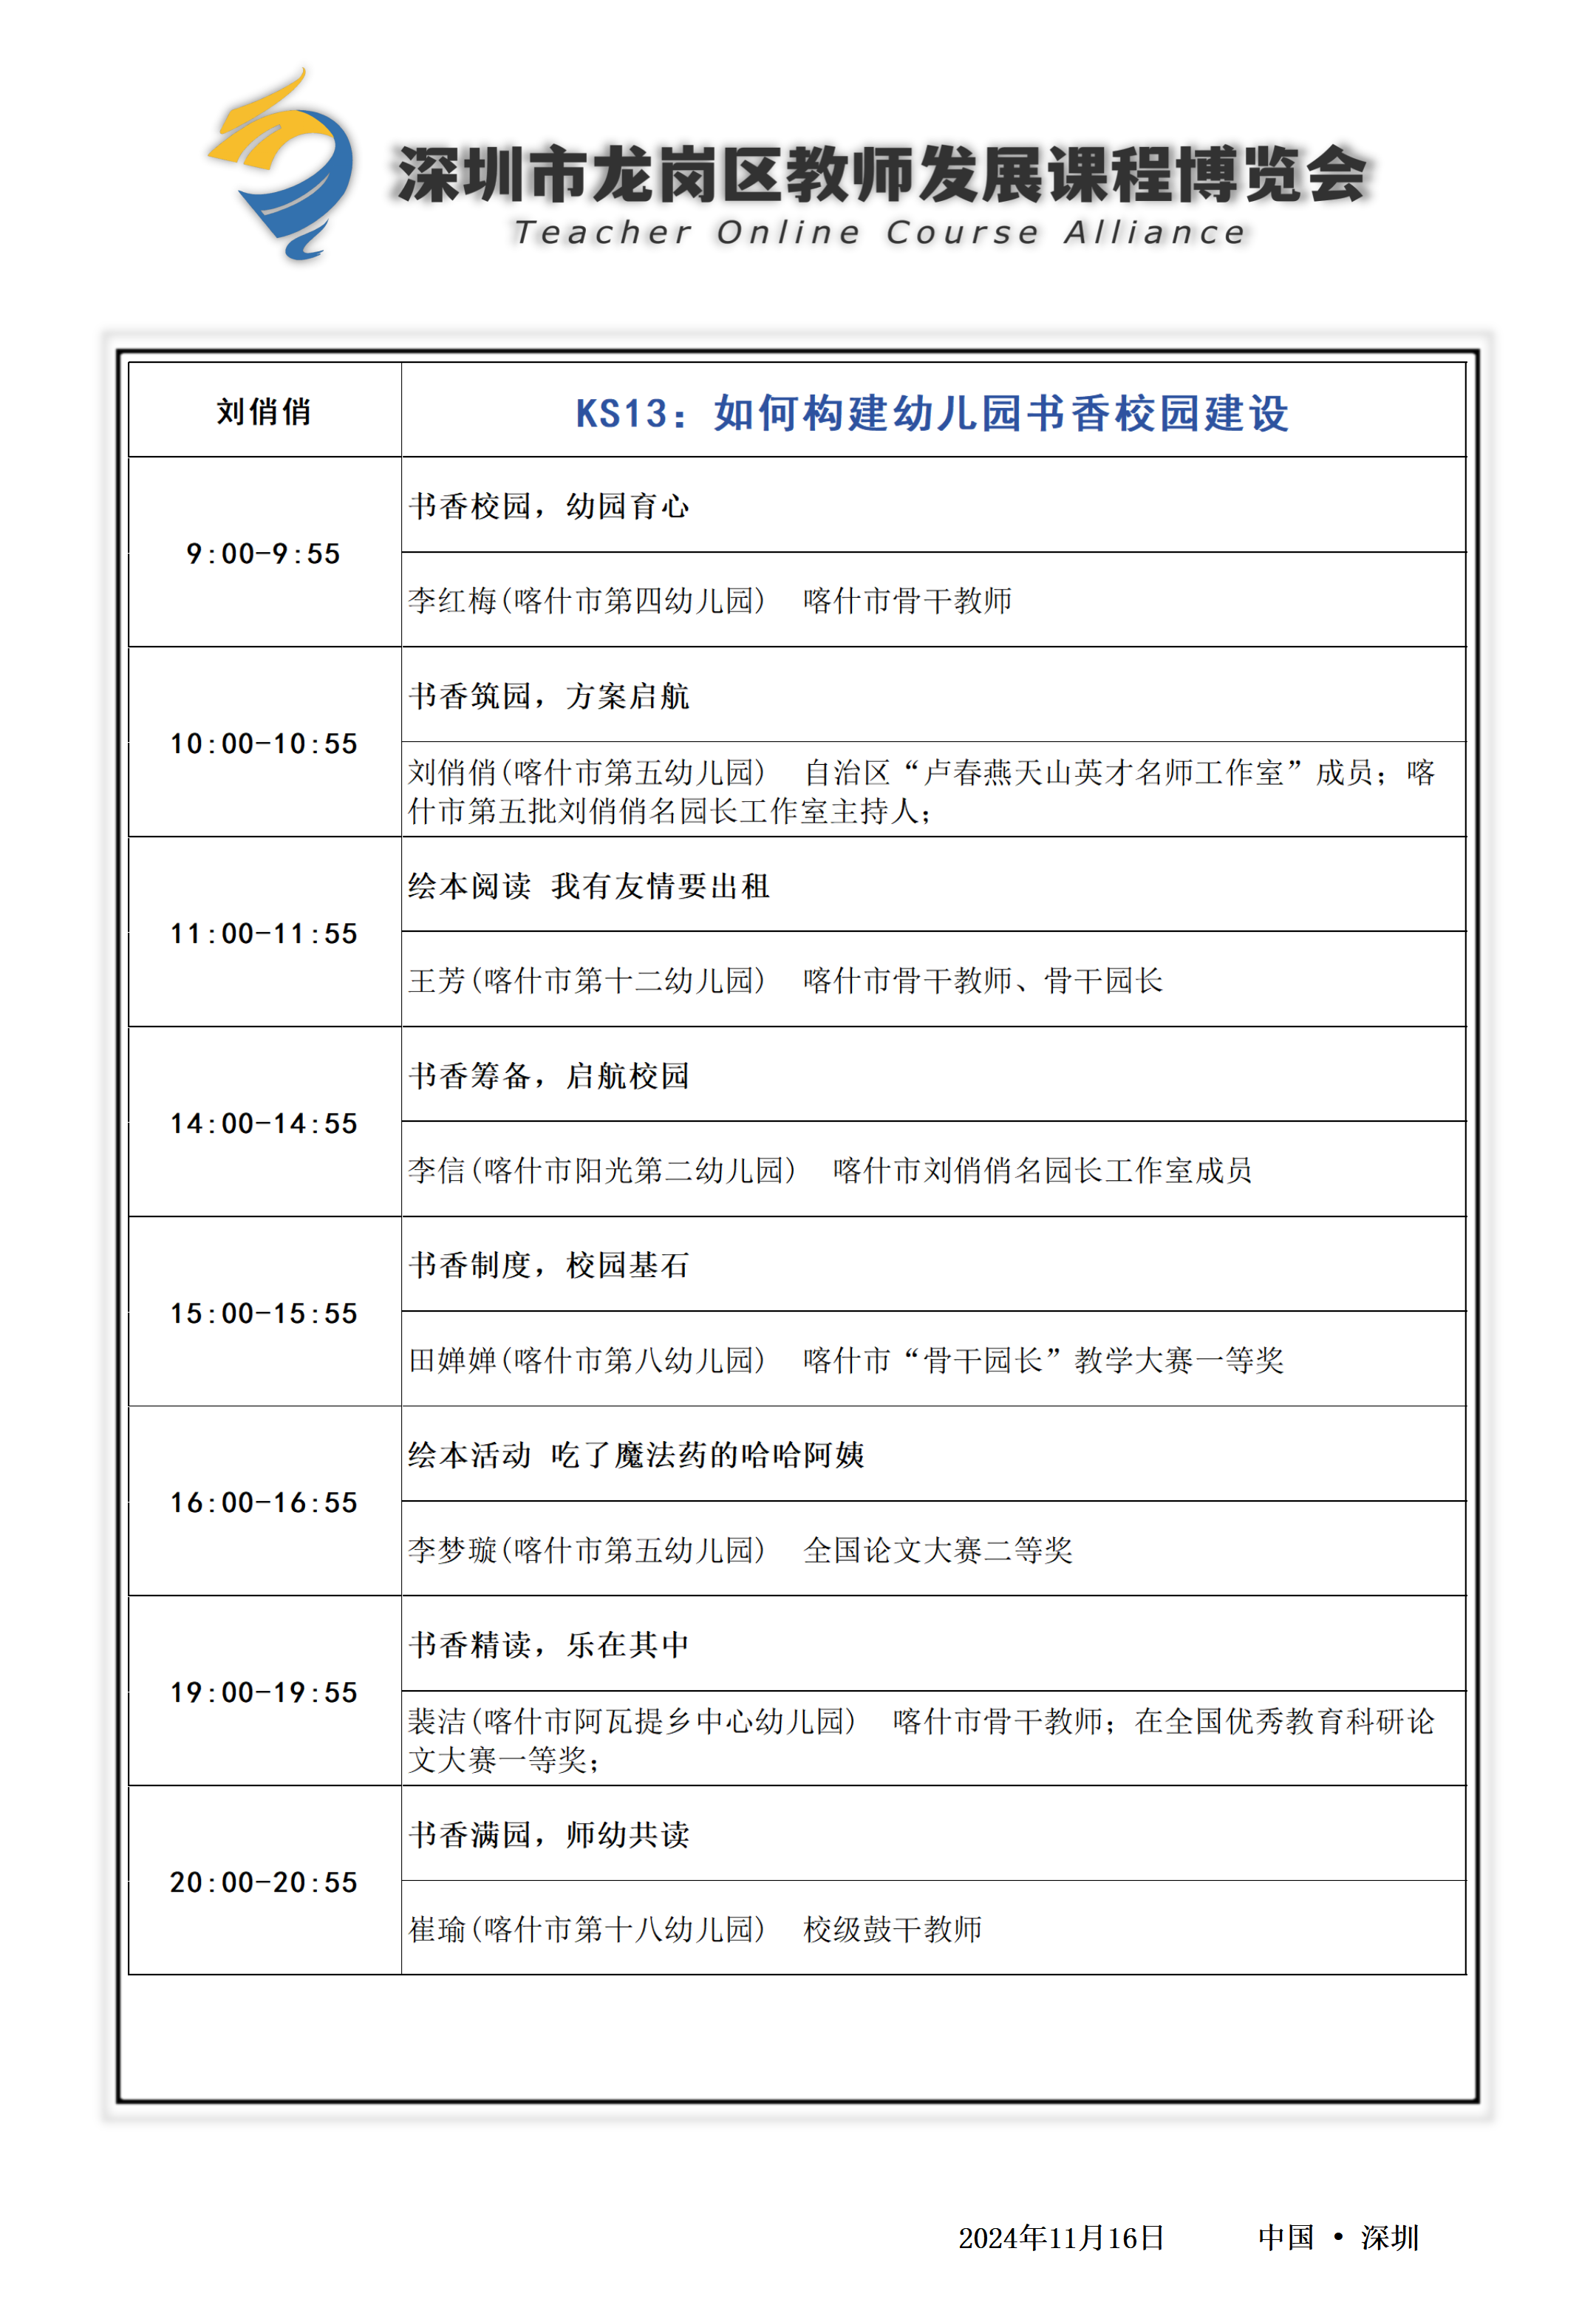 深圳市龙岗区教师发展课程博览会
Teacher Online Course Alliance
刘俏俏
KS13：如何构建幼儿园书香校园建设
9:00-9:55
书香校园，幼园育心
李红梅(喀什市第四幼儿园) 喀什市骨干教师
10:00-10:55
书香筑园，方案启航
刘俏俏(喀什市第五幼儿园) 自治区“卢春燕天山英才名师工作室”成员；喀
什市第五批刘俏俏名园长工作室主持人；
11:00-11:55
绘本阅读 我有友情要出租
王芳(喀什市第十二幼儿园) 喀什市骨干教师、骨干园长
14:00-14:55
书香筹备，启航校园
李信(喀什市阳光第二幼儿园) 喀什市刘俏俏名园长工作室成员
15:00-15:55
书香制度，校园基石
田婵婵(喀什市第八幼儿园) 喀什市“骨干园长”教学大赛一等奖
16:00-16:55
绘本活动 吃了魔法药的哈哈阿姨
李梦璇(喀什市第五幼儿园) 全国论文大赛二等奖
19:00-19:55
书香精读，乐在其中
裴洁(喀什市阿瓦提乡中心幼儿园) 喀什市骨干教师；在全国优秀教育科研论
文大赛一等奖；
20:00-20:55
书香满园，师幼共读
崔瑜(喀什市第十八幼儿园) 校级鼓干教师
2024年11月16日 中国 • 深圳